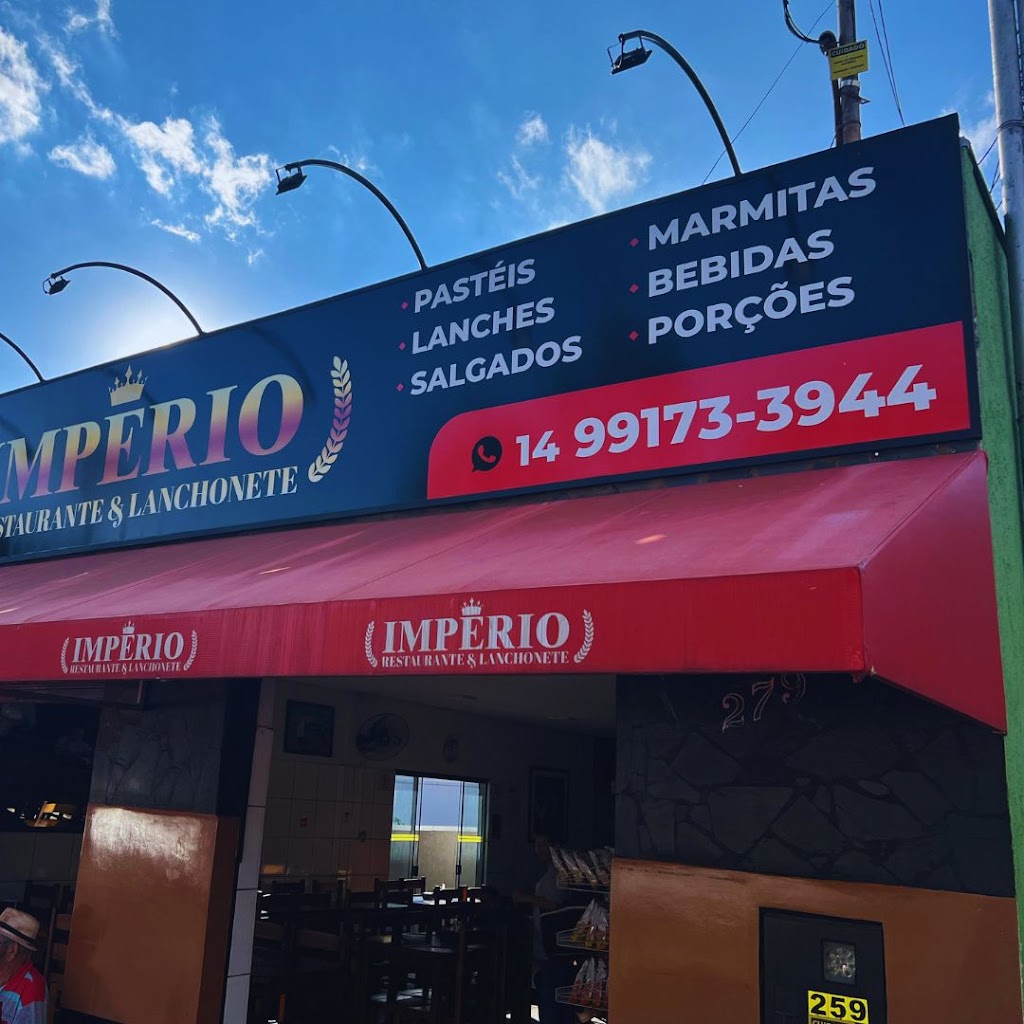 CUIDADO
• PASTÉIS
• LANCHES
• SALGADOS
• MARMITAS
• BEBIDAS
• PORÇÕES
14 99173-3944
IMPÉRIO
STAURANTE & LANCHONETE
IMPÉRIO
RESTAURANTE & LANCHONETE
IMPÉRIO
RESTAURANTE & LANCHONETE
279
259